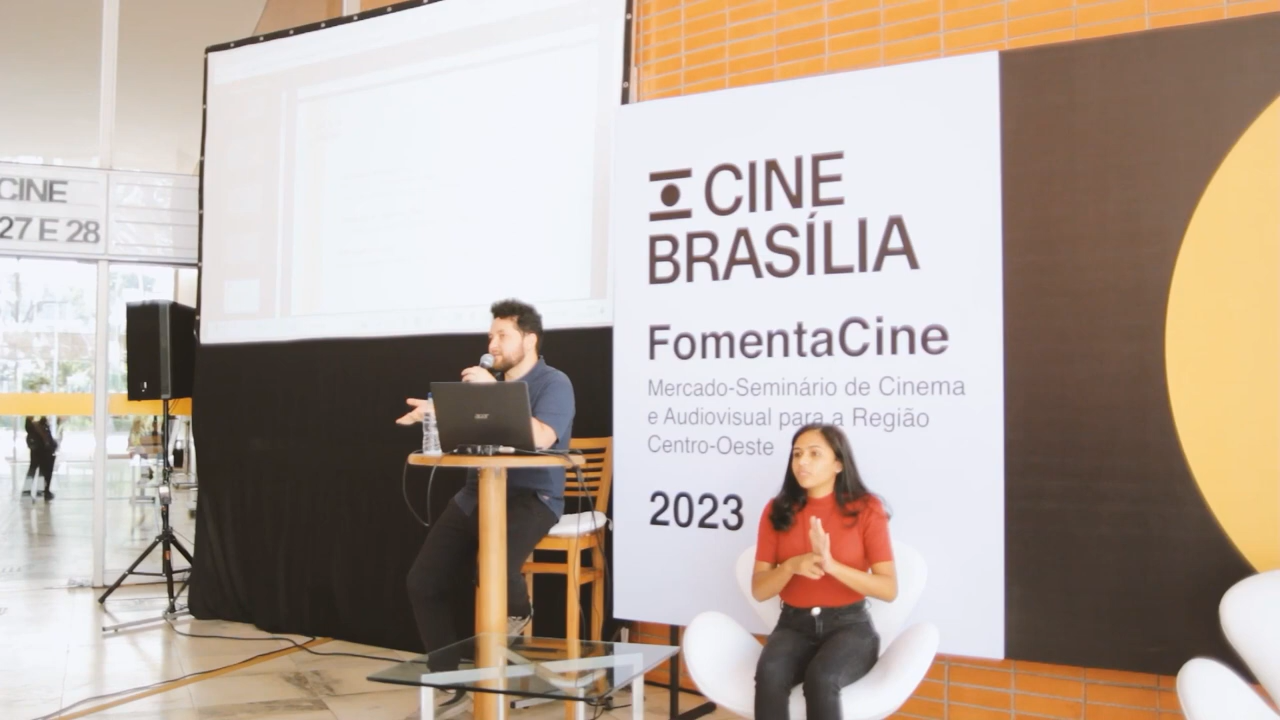 CINE
27 E 28
CINE
BRASÍLIA
FomentaCine
Mercado-Seminário de Cinema
e Audiovisual para a Região
Centro-Oeste
2023
acer